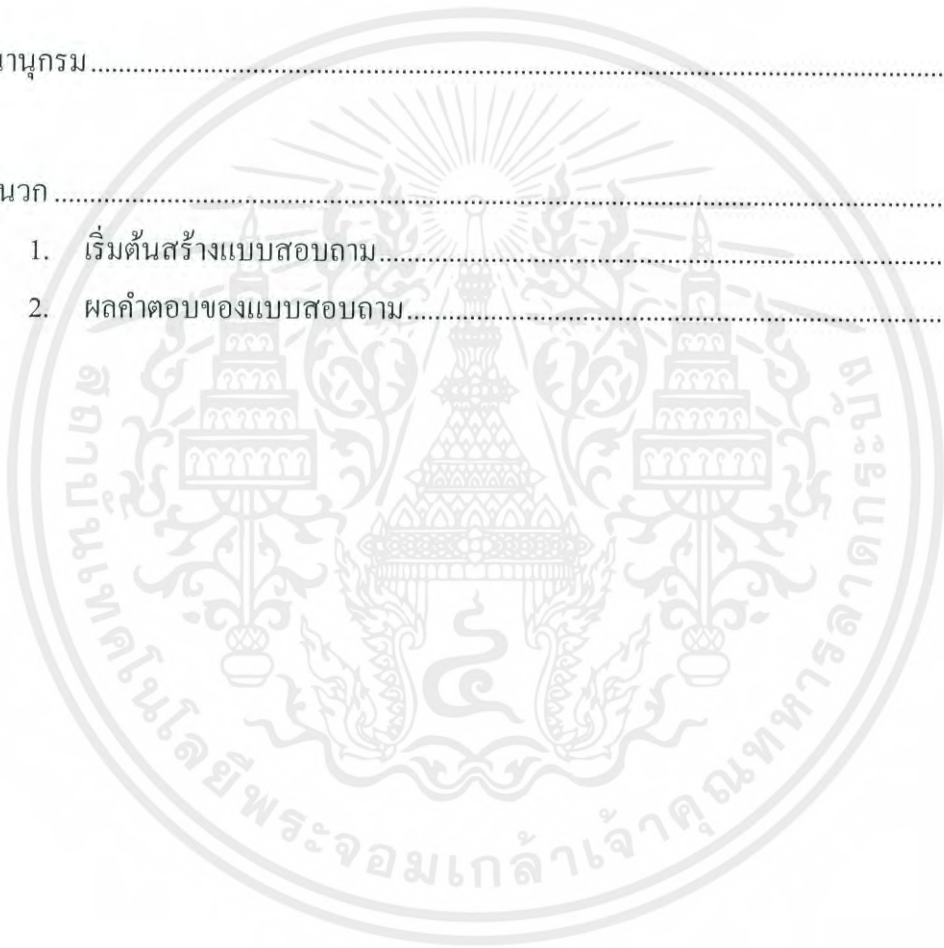 านุกรม
นวก
1. เริ่มต้นสร้างแบบสอบถาม
2. ผลคำตอบของแบบสอบถาม
สถาบันเทคโนโลยีพระจอมเกล้าเจ้าคุณทหารลาดกระบัง